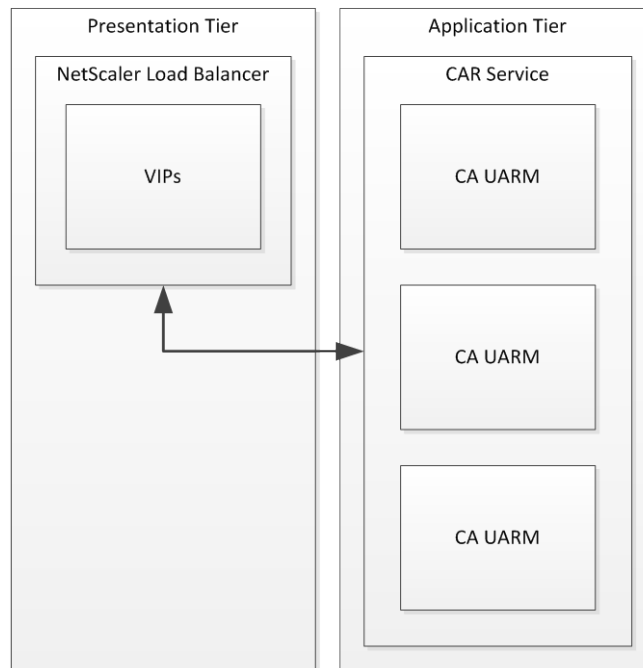 Presentation Tier
NetScaler Load Balancer
VIPs
Application Tier
CAR Service
CA UARM
CA UARM
CA UARM